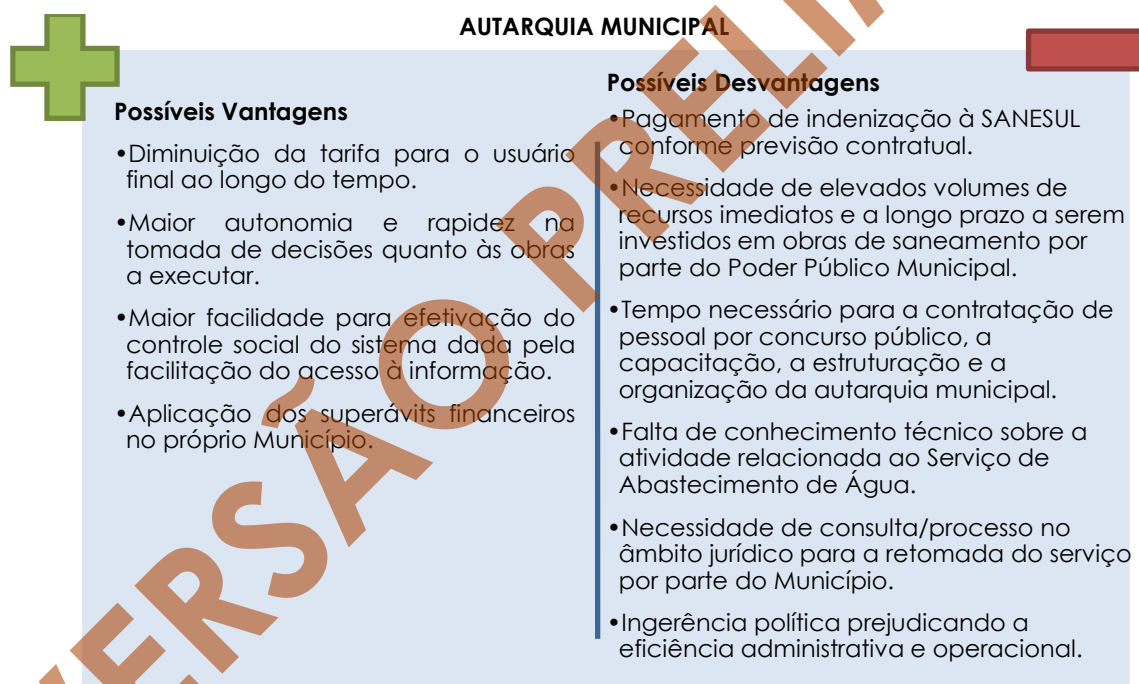 AUTARQUIA MUNICIPAL
Possíveis Vantagens
•Diminuição da tarifa para o usuário
final ao longo do tempo.
•Maior autonomia e rapidez na
tomada de decisões quanto às obras
a executar.
•Maior facilidade para efetivação do
controle social do sistema dada pela
facilitação do acesso à informação.
•Aplicação dos superávits financeiros
no próprio Município.
Possíveis Desvantagens
•Pagamento de indenização à SANESUL
conforme previsão contratual.
•Necessidade de elevados volumes de
recursos imediatos e a longo prazo a serem
investidos em obras de saneamento por
parte do Poder Público Municipal.
•Tempo necessário para a contratação de
pessoal por concurso público, a
capacitação, a estruturação e a
organização da autarquia municipal.
•Falta de conhecimento técnico sobre a
atividade relacionada ao Serviço de
Abastecimento de Água.
•Necessidade de consulta/processo no
âmbito jurídico para a retomada do serviço
por parte do Município.
•Ingerência política prejudicando a
eficiência administrativa e operacional.
VERSÃO PRELI